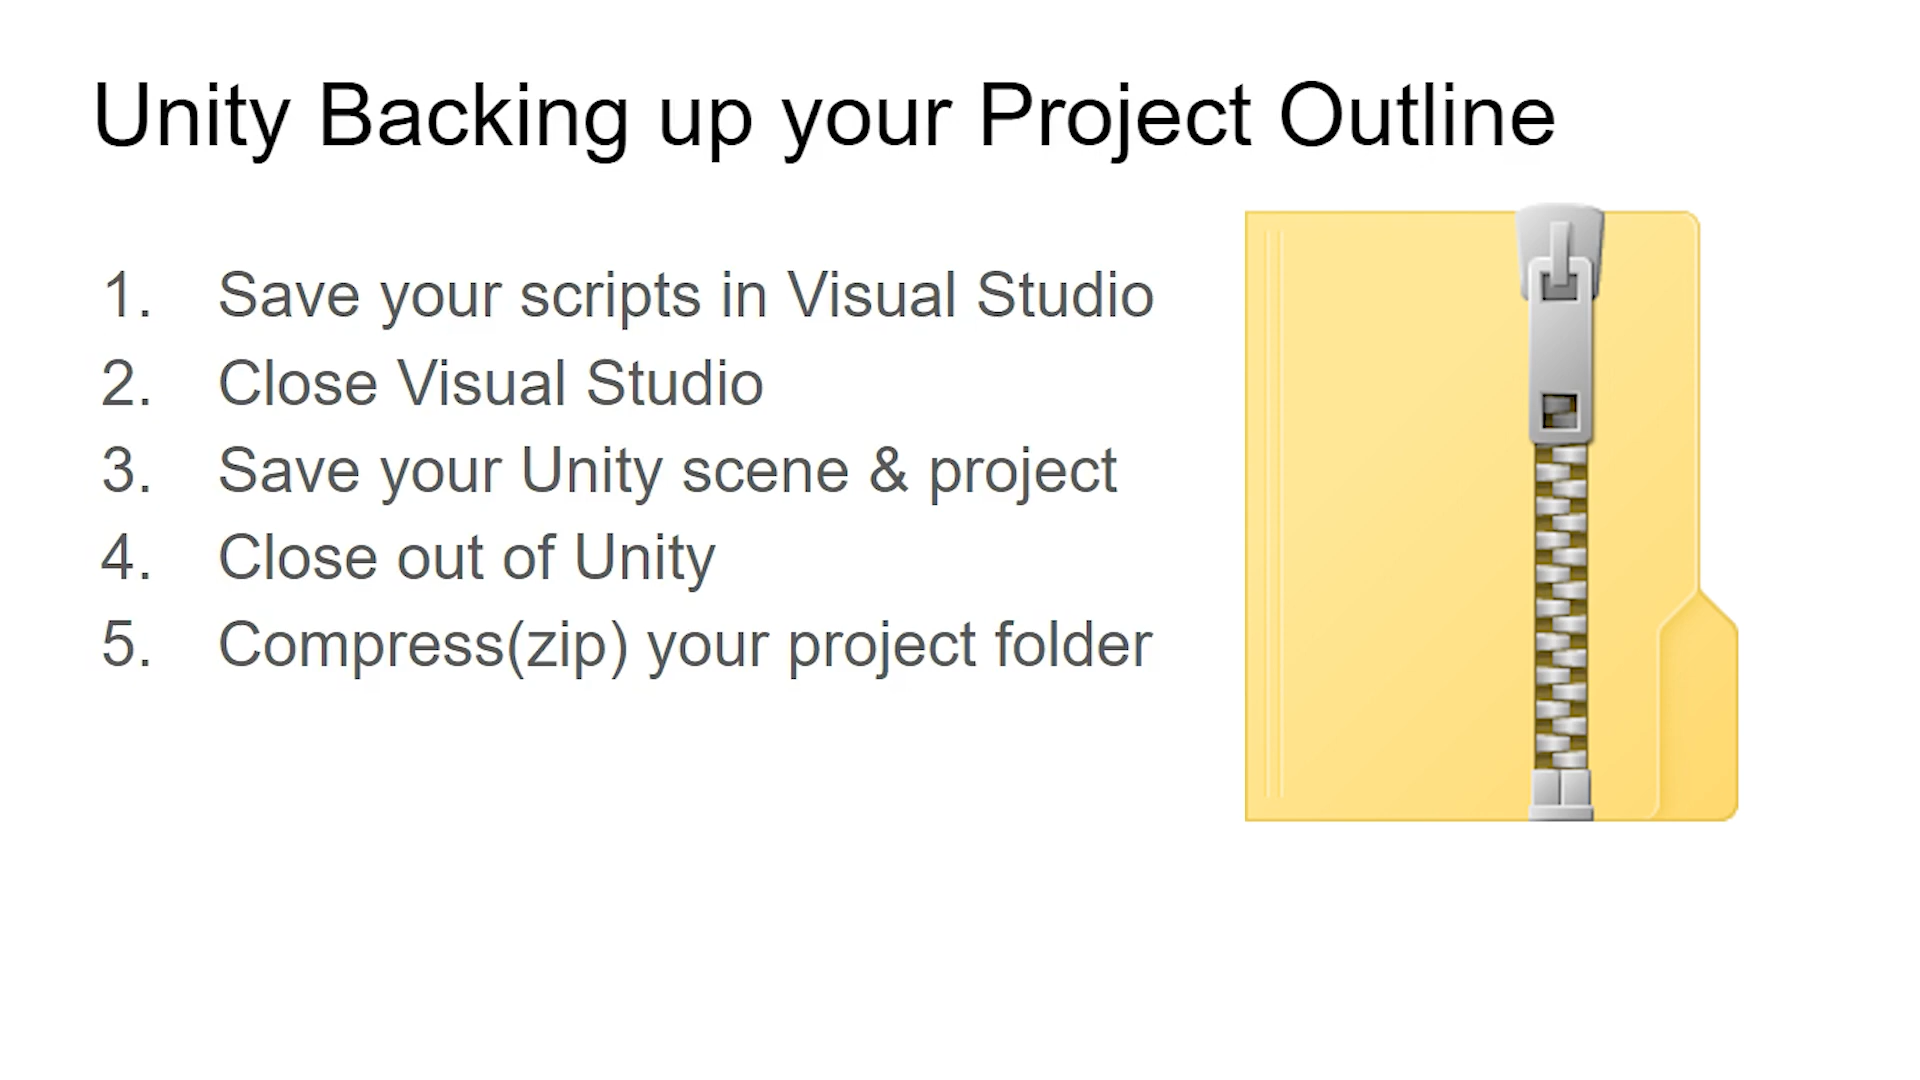 Unity Backing up your Project Outline
1. Save your scripts in Visual Studio
2. Close Visual Studio
3. Save your Unity scene & project
4. Close out of Unity
5. Compress(zip) your project folder